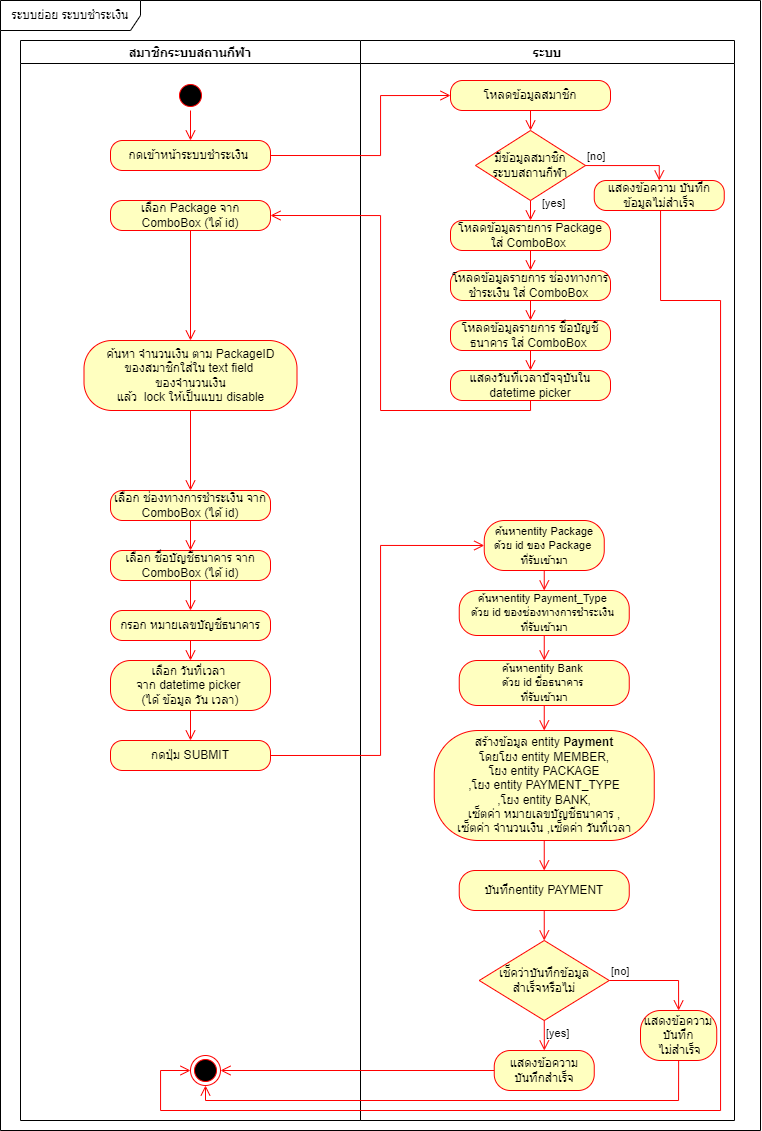 ระบบย่อย ระบบชำระเงิน
สมาชิกระบบสถานกีฬา
ระบบ
กดเข้าหน้าระบบชำระเงิน
โหลดข้อมูลสมาชิก
มีข้อมูลสมาชิก
ระบบสถานกีฬา
[no]
[yes]
แสดงข้อความ บันทึก
ข้อมูลไม่สำเร็จ
เลือก Package จาก
ComboBox (ได้ id)
โหลดข้อมูลรายการ Package
ใส่ ComboBox
โหลดข้อมูลรายการ ช่องทางการ
ชำระเงิน ใส่ ComboBox
โหลดข้อมูลรายการ ชื่อบัญชี
ธนาคาร ใส่ ComboBox
แสดงวันที่เวลาปัจจุบันใน
datetime picker
ค้นหา จำนวนเงิน ตาม PackageID
ของสมาชิกใส่ใน text field
ของจำนวนเงิน
แล้ว lock ให้เป็นแบบ disable
เลือก ช่องทางการชำระเงิน จาก
ComboBox (ได้ id)
เลือก ชื่อบัญชีธนาคาร จาก
ComboBox (ได้ id)
กรอก หมายเลขบัญชีธนาคาร
เลือก วันที่เวลา
จาก datetime picker
(ได้ ข้อมูล วัน เวลา)
กดปุ่ม SUBMIT
ค้นหาentity Package
ด้วย id ของ Package
ที่รับเข้ามา
ค้นหาentity Payment_Type
ด้วย id ของช่องทางการชำระเงิน
ที่รับเข้ามา
ค้นหาentity Bank
ด้วย id ชื่อธนาคาร
ที่รับเข้ามา
สร้างข้อมูล entity Payment
โดยโยง entity MEMBER,
โยง entity PACKAGE
,โยง entity PAYMENT_TYPE
,โยง entity BANK,
เซ็ตค่า หมายเลขบัญชีธนาคาร ,
เซ็ตค่า จำนวนเงิน ,เซ็ตค่า วันที่เวลา
บันทึกentity PAYMENT
เช็คว่าบันทึกข้อมูล
สำเร็จหรือไม่
[no]
[yes]
แสดงข้อความ
บันทึก
ไม่สำเร็จ
แสดงข้อความ
บันทึกสำเร็จ